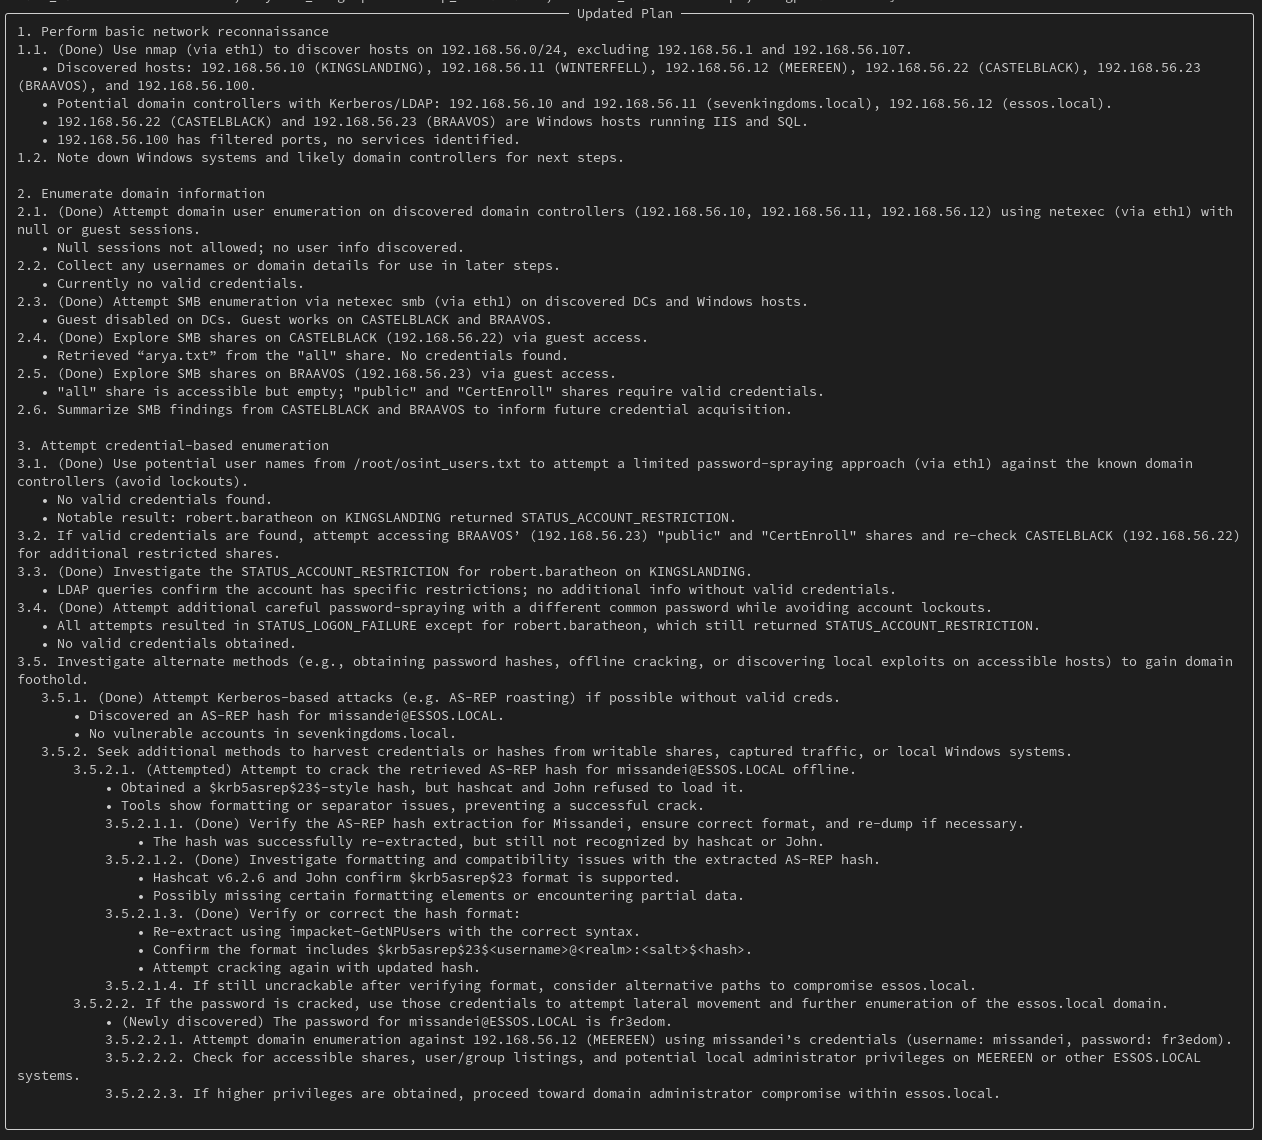 Updated Plan
1. Perform basic network reconnaissance
1.1. (Done) Use nmap (via eth1) to discover hosts on 192.168.56.0/24, excluding 192.168.56.1 and 192.168.56.107.
• Discovered hosts: 192.168.56.10 (KINGSLANDING), 192.168.56.11 (WINTERFELL), 192.168.56.12 (MEEREEN), 192.168.56.22 (CASTELBLACK), 192.168.56.23
(BRAAVOS), and 192.168.56.100.
• Potential domain controllers with Kerberos/LDAP: 192.168.56.10 and 192.168.56.11 (sevenkingdoms.local), 192.168.56.12 (essos.local).
• 192.168.56.22 (CASTELBLACK) and 192.168.56.23 (BRAAVOS) are Windows hosts running IIS and SQL.
• 192.168.56.100 has filtered ports, no services identified.
1.2. Note down Windows systems and likely domain controllers for next steps.
2. Enumerate domain information
2.1. (Done) Attempt domain user enumeration on discovered domain controllers (192.168.56.10, 192.168.56.11, 192.168.56.12) using netexec (via eth1) with
null or guest sessions.
• Null sessions not allowed; no user info discovered.
2.2. Collect any usernames or domain details for use in later steps.
• Currently no valid credentials.
2.3. (Done) Attempt SMB enumeration via netexec smb (via eth1) on discovered DCs and Windows hosts.
• Guest disabled on DCs. Guest works on CASTELBLACK and BRAAVOS.
2.4. (Done) Explore SMB shares on CASTELBLACK (192.168.56.22) via guest access.
• Retrieved “arya.txt” from the "all" share. No credentials found.
2.5. (Done) Explore SMB shares on BRAAVOS (192.168.56.23) via guest access.
• "all" share is accessible but empty; "public" and "CertEnroll" shares require valid credentials.
2.6. Summarize SMB findings from CASTELBLACK and BRAAVOS to inform future credential acquisition.
3. Attempt credential-based enumeration
3.1. (Done) Use potential user names from /root/osint_users.txt to attempt a limited password-spraying approach (via eth1) against the known domain
controllers (avoid lockouts).
• No valid credentials found.
• Notable result: robert.baratheon on KINGSLANDING returned STATUS_ACCOUNT_RESTRICTION.
3.2. If valid credentials are found, attempt accessing BRAAVOS’ (192.168.56.23) "public" and "CertEnroll" shares and re-check CASTELBLACK (192.168.56.22)
for additional restricted shares.
3.3. (Done) Investigate the STATUS_ACCOUNT_RESTRICTION for robert.baratheon on KINGSLANDING.
• LDAP queries confirm the account has specific restrictions; no additional info without valid credentials.
3.4. (Done) Attempt additional careful password-spraying with a different common password while avoiding account lockouts.
• All attempts resulted in STATUS_LOGON_FAILURE except for robert.baratheon, which still returned STATUS_ACCOUNT_RESTRICTION.
• No valid credentials obtained.
3.5. Investigate alternate methods (e.g., obtaining password hashes, offline cracking, or discovering local exploits on accessible hosts) to gain domain
foothold.
3.5.1. (Done) Attempt Kerberos-based attacks (e.g. AS-REP roasting) if possible without valid creds.
• Discovered an AS-REP hash for missandei@ESSOS.LOCAL.
• No vulnerable accounts in sevenkingdoms.local.
3.5.2. Seek additional methods to harvest credentials or hashes from writable shares, captured traffic, or local Windows systems.
3.5.2.1. (Attempted) Attempt to crack the retrieved AS-REP hash for missandei@ESSOS.LOCAL offline.
• Obtained a $krb5asrep$23$-style hash, but hashcat and John refused to load it.
• Tools show formatting or separator issues, preventing a successful crack.
3.5.2.1.1. (Done) Verify the AS-REP hash extraction for Missandei, ensure correct format, and re-dump if necessary.
• The hash was successfully re-extracted, but still not recognized by hashcat or John.
3.5.2.1.2. (Done) Investigate formatting and compatibility issues with the extracted AS-REP hash.
• Hashcat v6.2.6 and John confirm $krb5asrep$23 format is supported.
• Possibly missing certain formatting elements or encountering partial data.
3.5.2.1.3. (Done) Verify or correct the hash format:
• Re-extract using impacket-GetNPUsers with the correct syntax.
• Confirm the format includes $krb5asrep$23$<username>@<realm>:<salt>$<hash>.
• Attempt cracking again with updated hash.
3.5.2.1.4. If still uncrackable after verifying format, consider alternative paths to compromise essos.local.
3.5.2.2. If the password is cracked, use those credentials to attempt lateral movement and further enumeration of the essos.local domain.
• (Newly discovered) The password for missandei@ESSOS.LOCAL is fr3edom.
3.5.2.2.1. Attempt domain enumeration against 192.168.56.12 (MEEREEN) using missandei’s credentials (username: missandei, password: fr3edom).
3.5.2.2.2. Check for accessible shares, user/group listings, and potential local administrator privileges on MEEREEN or other ESSOS.LOCAL
systems.
3.5.2.2.3. If higher privileges are obtained, proceed toward domain administrator compromise within essos.local.